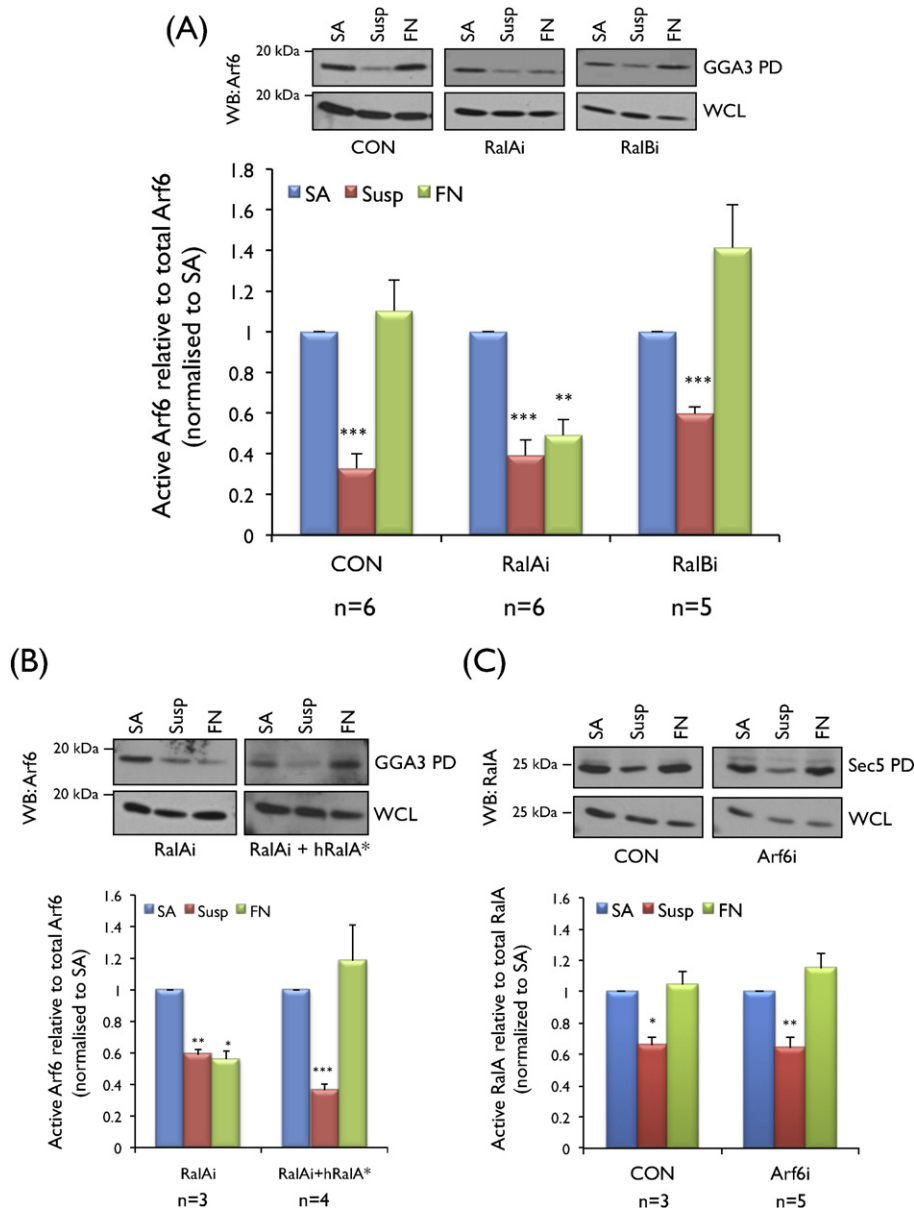 (A)
SA Susp FN SA Susp FN SA Susp FN
WB:Arf6
20 kDa
GGA3 PD
20 kDa
WCL
CON RalAi RalBi
Active Arf6 relative to total Arf6
(normalised to SA)
SA Susp FN
1.8
1.6
1.4
1.2
1
0.8
0.6
0.4
0.2
0
***
***
**
***
CON RalAi RalBi
n=6 n=6 n=5
(B)
SA Susp FN SA Susp FN
WB:Arf6
20 kDa
GGA3 PD
20 kDa
WCL
RalAi RalAi + hRalA*
Active Arf6 relative to total Arf6
(normalised to SA)
SA Susp FN
1.6
1.4
1.2
1
0.8
0.6
0.4
0.2
0
**
*
***
RalAi RalAi+hRalA*
n=3 n=4
(C)
SA Susp FN SA Susp FN
WB: RalA
25 kDa
Sec5 PD
25 kDa
WCL
CON Arf6i
Active RalA relative to total RalA
(normalized to SA)
SA Susp FN
1.6
1.4
1.2
1
0.8
0.6
0.4
0.2
0
*
**
CON Arf6i
n=3 n=5